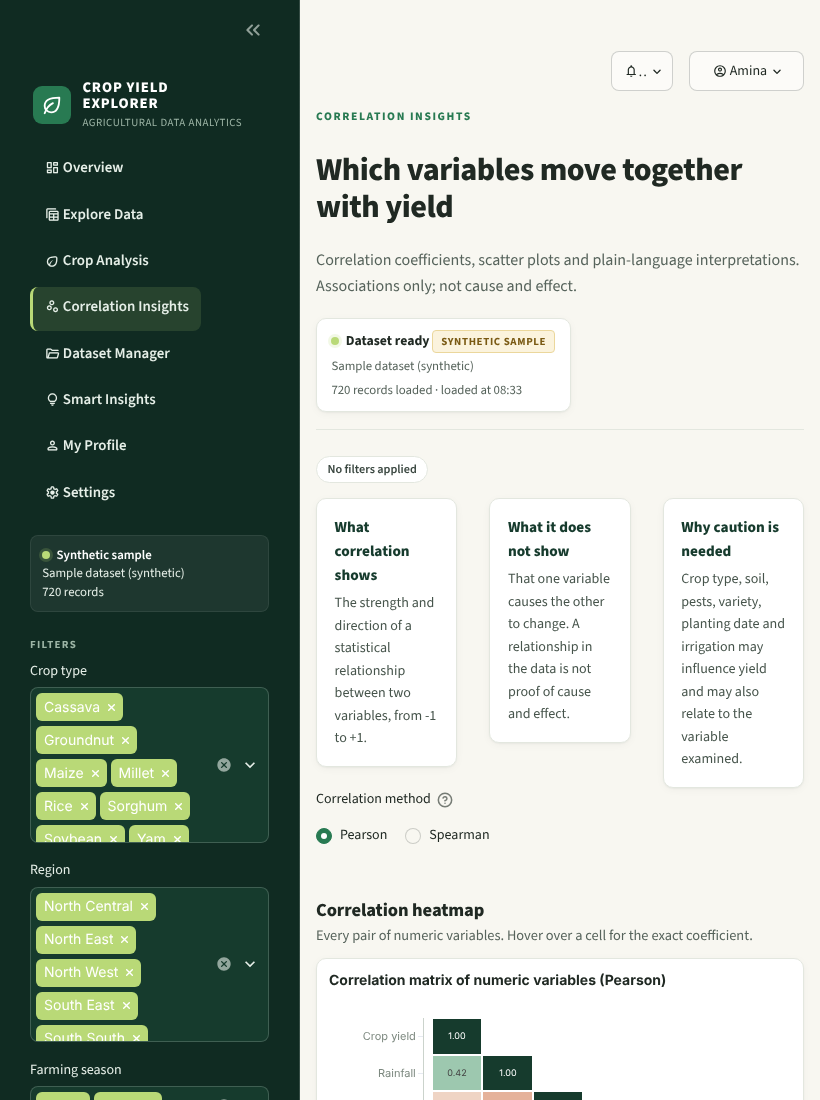 CROP YIELD
EXPLORER
AGRICULTURAL DATA ANALYTICS
Overview
Explore Data
Crop Analysis
Correlation Insights
Dataset Manager
Smart Insights
My Profile
Settings
Synthetic sample
Sample dataset (synthetic)
720 records
FILTERS
Crop type
Cassava ×
Groundnut ×
Maize × Millet ×
Rice × Sorghum ×
Soybean × Yam ×
Region
North Central ×
North East ×
North West ×
South East ×
South South ×
Farming season
.. Amina
CORRELATION INSIGHTS
Which variables move together
with yield
Correlation coefficients, scatter plots and plain-language interpretations.
Associations only; not cause and effect.
Dataset ready SYNTHETIC SAMPLE
Sample dataset (synthetic)
720 records loaded · loaded at 08:33
No filters applied
What
correlation
shows
The strength and
direction of a
statistical
relationship
between two
variables, from -1
to +1.
What it does
not show
That one variable
causes the other
to change. A
relationship in
the data is not
proof of cause
and effect.
Why caution is
needed
Crop type, soil,
pests, variety,
planting date and
irrigation may
influence yield
and may also
relate to the
variable
examined.
Correlation method ?
Pearson Spearman
Correlation heatmap
Every pair of numeric variables. Hover over a cell for the exact coefficient.
Correlation matrix of numeric variables (Pearson)
Crop yield 1.00
Rainfall 0.42 1.00